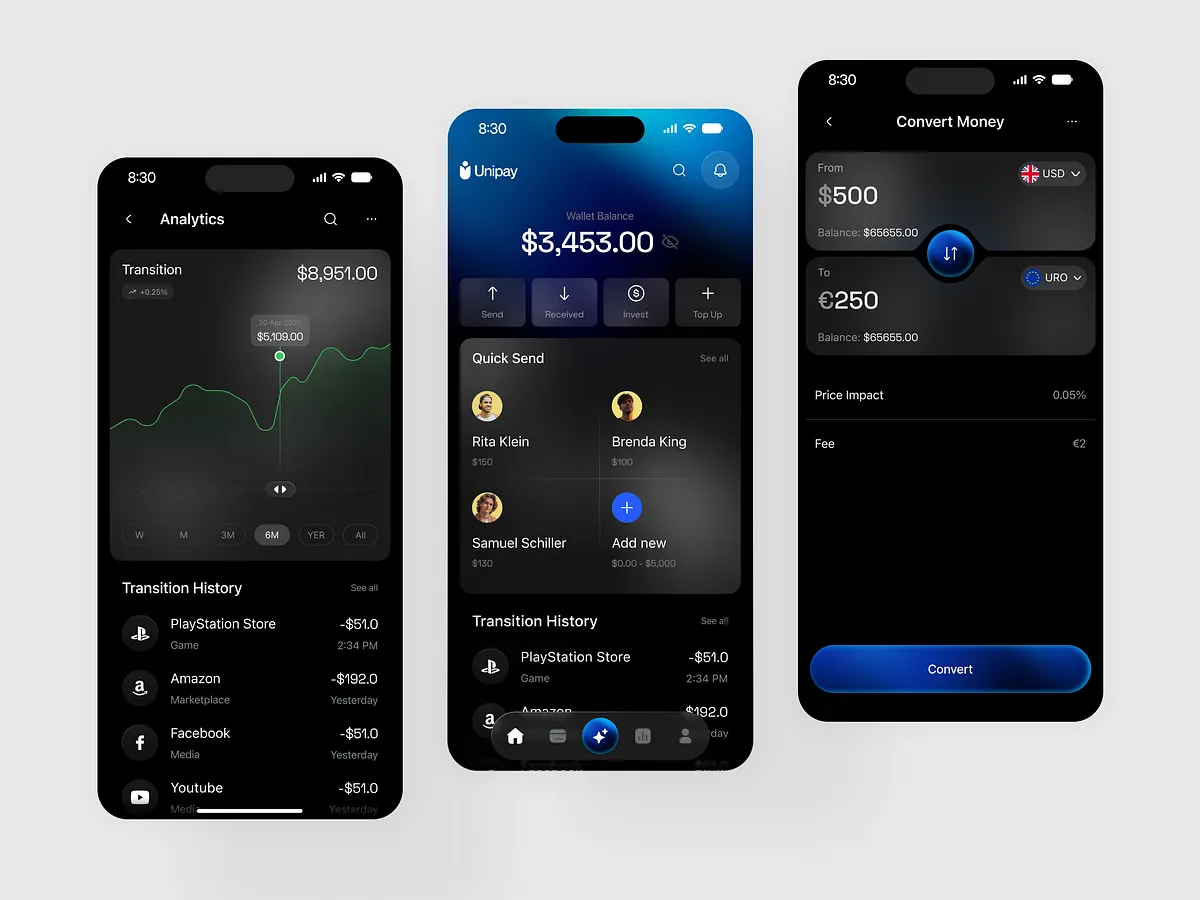 8:30
Analytics
Transition
$8,951.00
+0.25%
20 Apr 2025
$5,109.00
W M 3M 6M YER All
Transition History See all
PlayStation Store -$51.0
Game 2:34 PM
Amazon -$192.0
Marketplace Yesterday
Facebook -$51.0
Media Yesterday
Youtube -$51.0
Media Yesterday
8:30
Unipay
Wallet Balance
$3,453.00
Send Received Invest Top Up
Quick Send See all
Rita Klein Brenda King
$150 $100
Samuel Schiller Add new
$130 $0.00 - $5,000
Transition History See all
PlayStation Store -$51.0
Game 2:34 PM
Amazon $192.0
8:30
Convert Money
From
USD
$500
Balance: $65655.00
To
URO
€250
Balance: $65655.00
Price Impact 0.05%
Fee €2
Convert